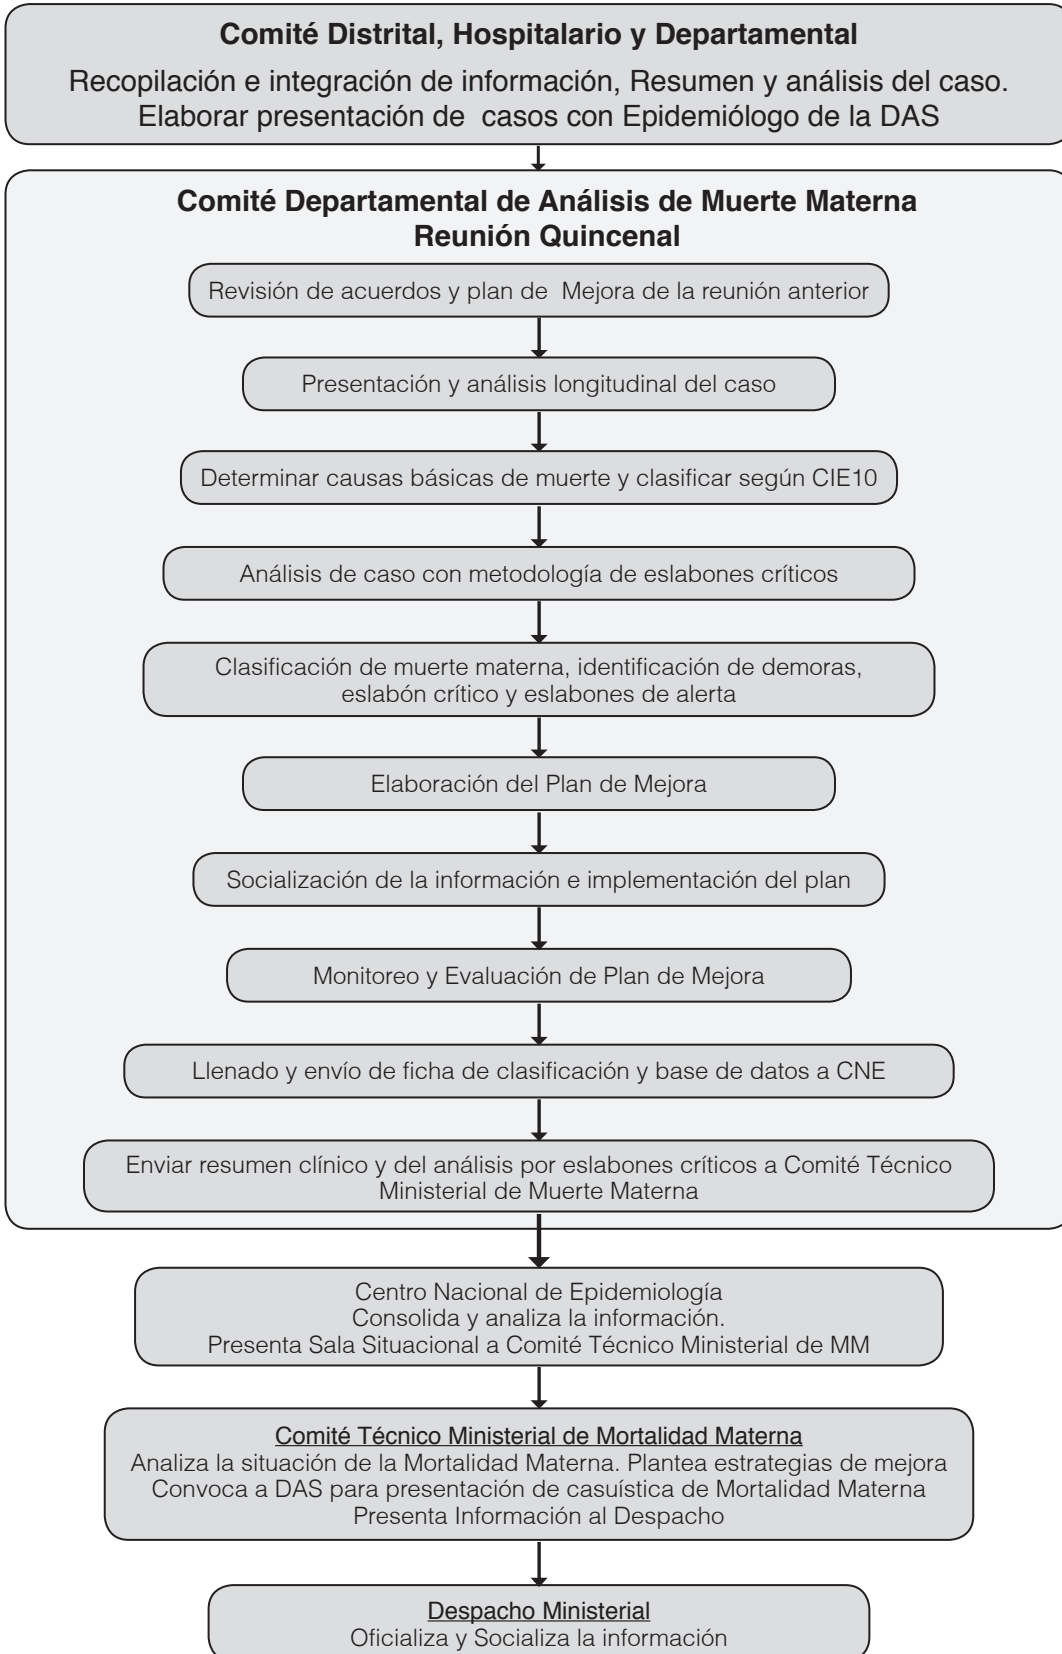 Comité Distrital, Hospitalario y Departamental
Recopilación e integración de información, Resumen y análisis del caso.
Elaborar presentación de casos con Epidemiólogo de la DAS
Comité Departamental de Análisis de Muerte Materna
Reunión Quincenal
Revisión de acuerdos y plan de Mejora de la reunión anterior
Presentación y análisis longitudinal del caso
Determinar causas básicas de muerte y clasificar según CIE10
Análisis de caso con metodología de eslabones críticos
Clasificación de muerte materna, identificación de demoras,
eslabón crítico y eslabones de alerta
Elaboración del Plan de Mejora
Socialización de la información e implementación del plan
Monitoreo y Evaluación de Plan de Mejora
Llenado y envío de ficha de clasificación y base de datos a CNE
Enviar resumen clínico y del análisis por eslabones críticos a Comité Técnico
Ministerial de Muerte Materna
Centro Nacional de Epidemiología
Consolida y analiza la información.
Presenta Sala Situacional a Comité Técnico Ministerial de MM
Comité Técnico Ministerial de Mortalidad Materna
Analiza la situación de la Mortalidad Materna. Plantea estrategias de mejora
Convoca a DAS para presentación de casuística de Mortalidad Materna
Presenta Información al Despacho
Despacho Ministerial
Oficializa y Socializa la información